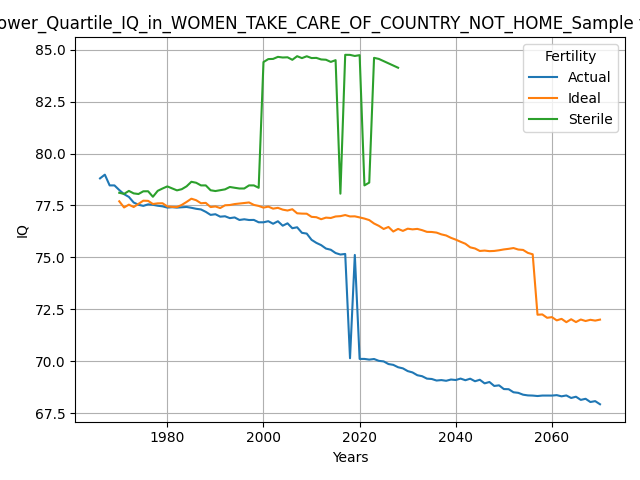 ower_Quartile_IQ_in_WOMEN_TAKE_CARE_OF_COUNTRY_NOT_HOME_Sample
85.0
82.5
80.0
77.5
75.0
72.5
70.0
67.5
IQ
Fertility
Actual
Ideal
Sterile
1980
2000
2020
2040
2060
Years